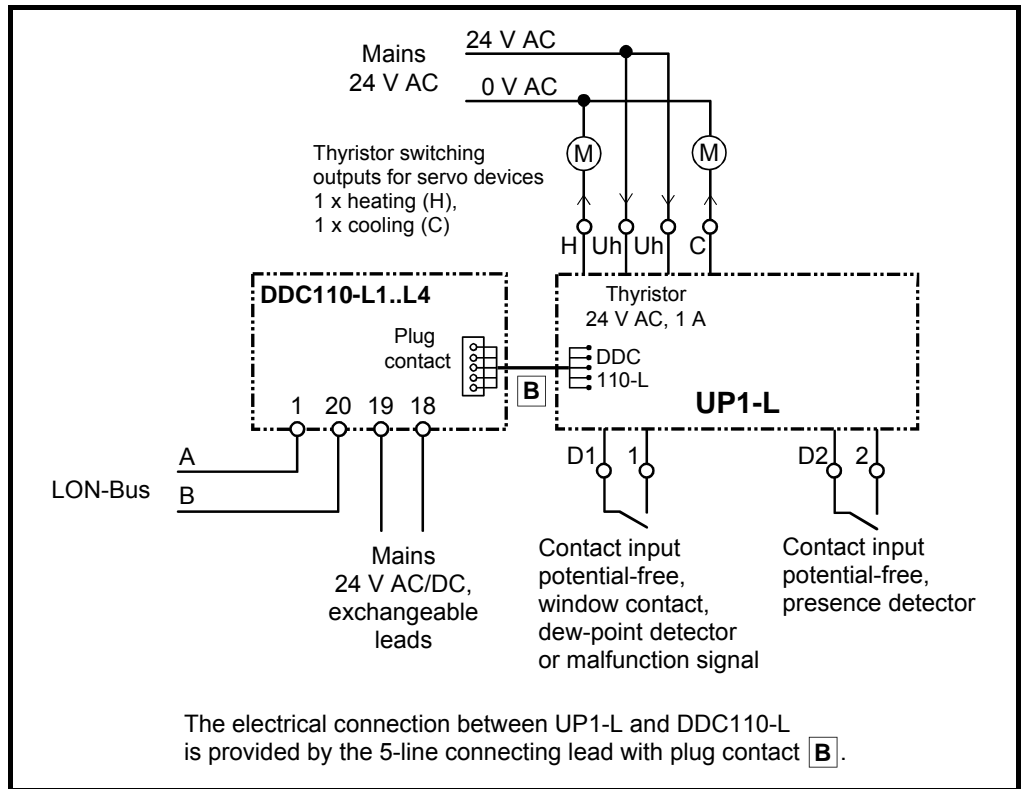 Mains
24 V AC
24 V AC
0 V AC
Thyristor switching
outputs for servo devices
1 x heating (H),
1 x cooling (C)
M
M
H
Uh
Uh
C
DDC110-L1..L4
Plug
contact
B
Thyristor
24 V AC, 1 A
DDC
110-L
UP1-L
1
20
19
18
LON-Bus
A
B
Mains
24 V AC/DC,
exchangeable
leads
D1
1
D2
2
Contact input
potential-free,
window contact,
dew-point detector
or malfunction signal
Contact input
potential-free,
presence detector
The electrical connection between UP1-L and DDC110-L
is provided by the 5-line connecting lead with plug contact B.